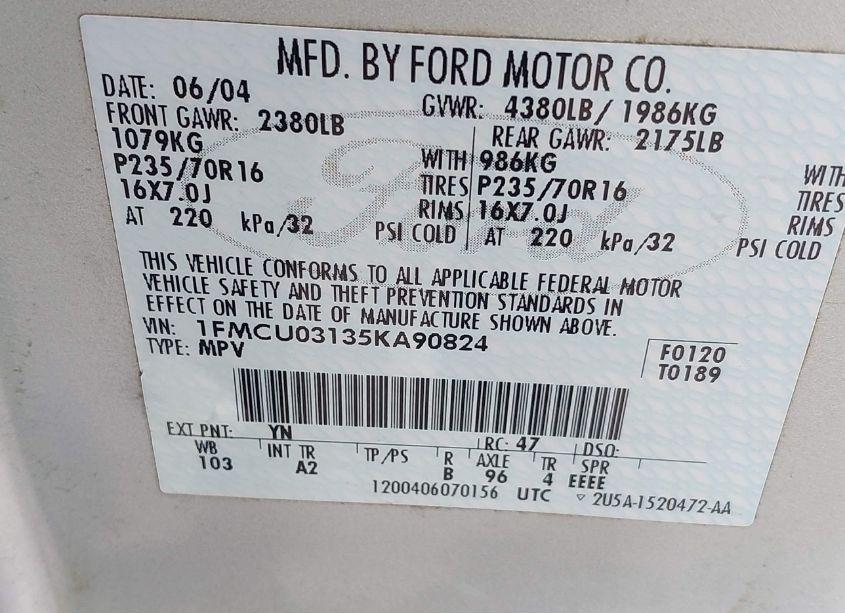 MFD. BY FORD MOTOR CO.
DATE: 06/04 GVWR: 4380LB/ 1986KG
FRONT GAWR: 2380LB REAR GAWR: 2175LB
1079KG WITH 986KG WITH
P235/70R16 TIRES P235/70R16 TIRES
16X7.0J RIMS 16X7.0J RIMS
AT 220 kPa/32 PSI COLD AT 220 kPa/32 PSI COLD
Ford
THIS VEHICLE CONFORMS TO ALL APPLICABLE FEDERAL MOTOR
VEHICLE SAFETY AND THEFT PREVENTION STANDARDS IN
EFFECT ON THE DATE OF MANUFACTURE SHOWN ABOVE.
VIN: 1FMCU03135KA90824
TYPE: MPV
F0120
T0189
EXT PNT: YN RC: 47 DSO:
WB INT TR TP/PS R AXLE TR SPR
103 A2 B 96 4 EEEE
1200406070156 UTC ▿ 2U5A-1520472-AA